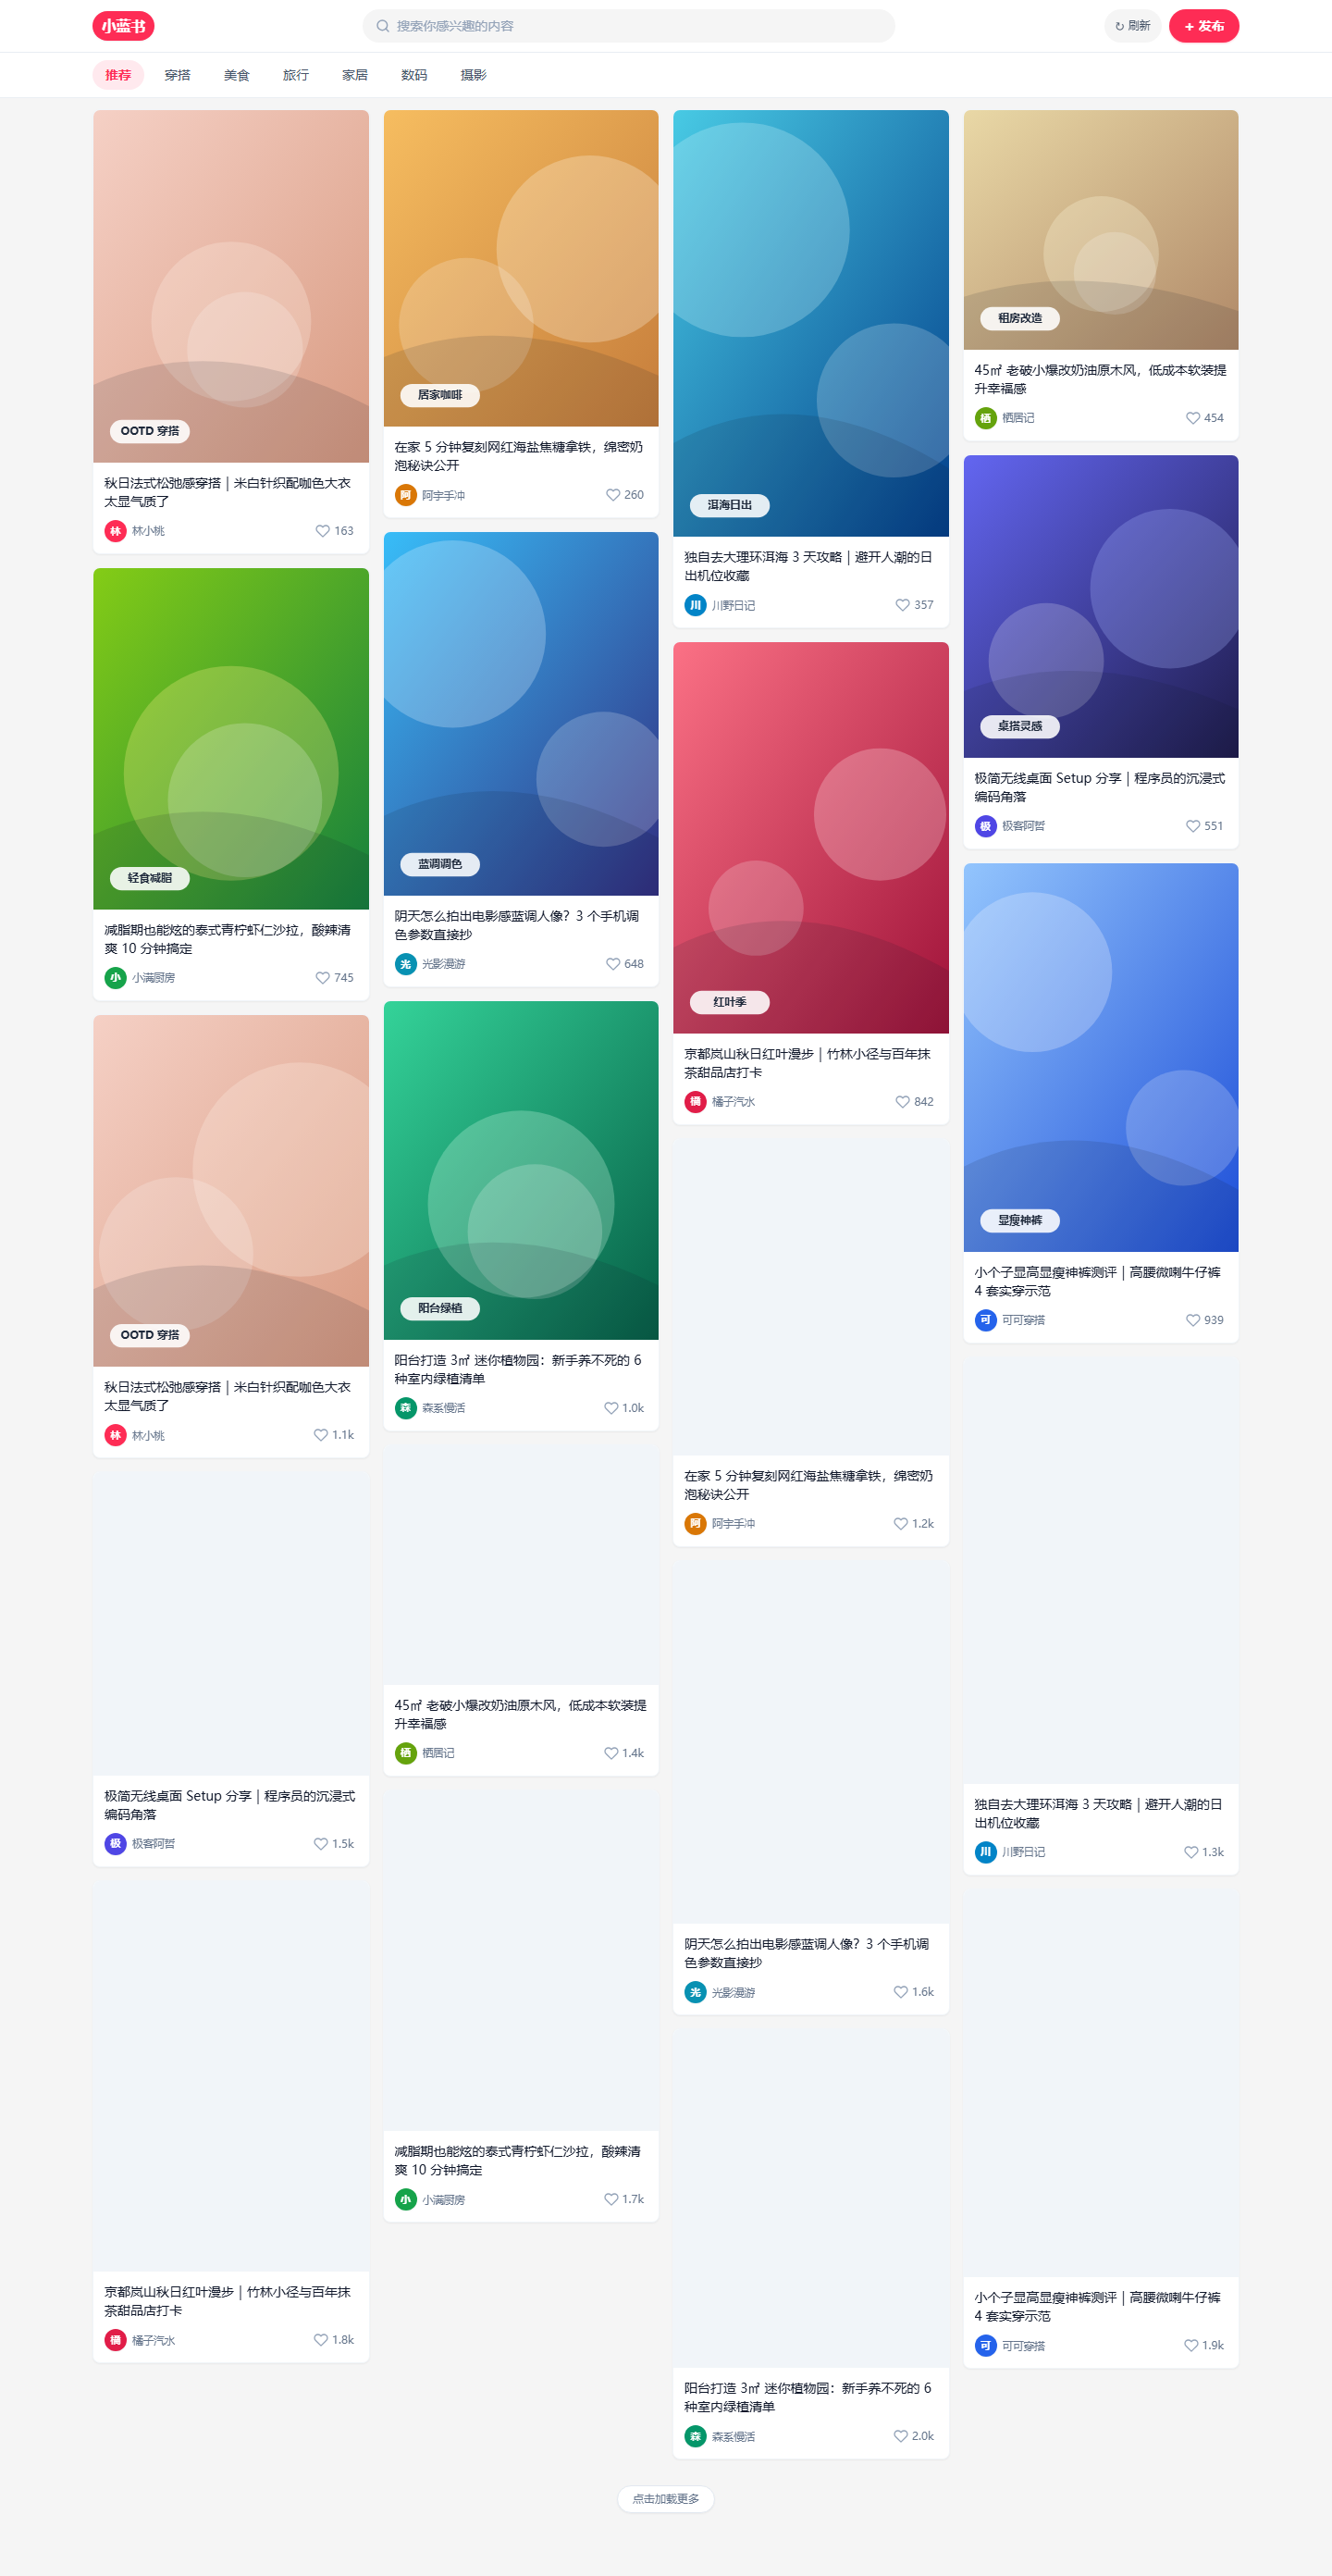 小蓝书
搜索你感兴趣的内容
↻ 刷新
+ 发布
推荐
穿搭
美食
旅行
家居
数码
摄影
OOTD 穿搭
秋日法式松弛感穿搭｜米白针织配咖色大衣
太显气质了
林
林小桃
163
轻食减脂
减脂期也能炫的泰式青柠虾仁沙拉，酸辣清
爽 10 分钟搞定
小
小满厨房
745
OOTD 穿搭
秋日法式松弛感穿搭｜米白针织配咖色大衣
太显气质了
林
林小桃
1.1k
极简无线桌面 Setup 分享｜程序员的沉浸式
编码角落
极
极客阿哲
1.5k
京都岚山秋日红叶漫步｜竹林小径与百年抹
茶甜品店打卡
橘
橘子汽水
1.8k
居家咖啡
在家 5 分钟复刻网红海盐焦糖拿铁，绵密奶
泡秘诀公开
阿
阿宇手冲
260
蓝调调色
阴天怎么拍出电影感蓝调人像？3 个手机调
色参数直接抄
光
光影漫游
648
阳台绿植
阳台打造 3㎡ 迷你植物园：新手养不死的 6
种室内绿植清单
森
森系慢活
1.0k
45㎡ 老破小爆改奶油原木风，低成本软装提
升幸福感
栖
栖居记
1.4k
减脂期也能炫的泰式青柠虾仁沙拉，酸辣清
爽 10 分钟搞定
小
小满厨房
1.7k
洱海日出
独自去大理环洱海 3 天攻略｜避开人潮的日
出机位收藏
川
川野日记
357
红叶季
京都岚山秋日红叶漫步｜竹林小径与百年抹
茶甜品店打卡
橘
橘子汽水
842
在家 5 分钟复刻网红海盐焦糖拿铁，绵密奶
泡秘诀公开
阿
阿宇手冲
1.2k
阴天怎么拍出电影感蓝调人像？3 个手机调
色参数直接抄
光
光影漫游
1.6k
阳台打造 3㎡ 迷你植物园：新手养不死的 6
种室内绿植清单
森
森系慢活
2.0k
租房改造
45㎡ 老破小爆改奶油原木风，低成本软装提
升幸福感
栖
栖居记
454
桌搭灵感
极简无线桌面 Setup 分享｜程序员的沉浸式
编码角落
极
极客阿哲
551
显瘦神裤
小个子显高显瘦神裤测评｜高腰微喇牛仔裤
4 套实穿示范
可
可可穿搭
939
独自去大理环洱海 3 天攻略｜避开人潮的日
出机位收藏
川
川野日记
1.3k
小个子显高显瘦神裤测评｜高腰微喇牛仔裤
4 套实穿示范
可
可可穿搭
1.9k
点击加载更多